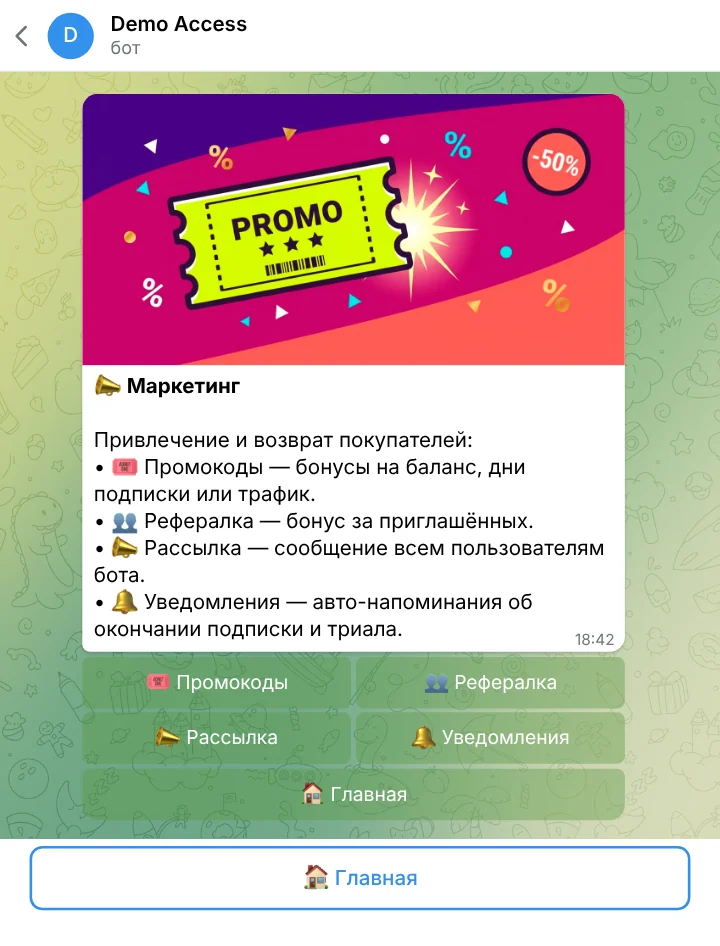 D
Demo Access
бот
%
%
-50%
PROMO
%
%
Маркетинг
Привлечение и возврат покупателей:
• 🎟 Промокоды — бонусы на баланс, дни
подписки или трафик.
• 👥 Рефералка — бонус за приглашённых.
• 📣 Рассылка — сообщение всем пользователям
бота.
• 🔔 Уведомления — авто-напоминания об
окончании подписки и триала.
18:42
Промокоды
Рефералка
Рассылка
Уведомления
Главная
Главная